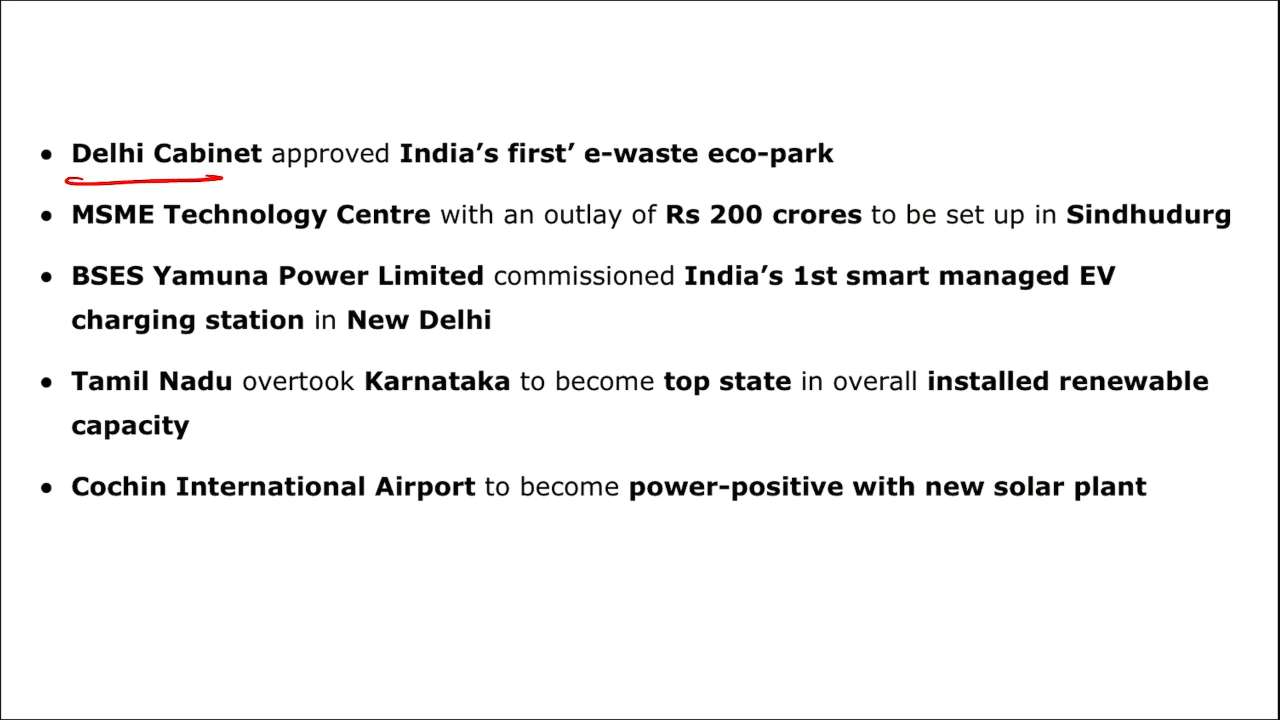 • Delhi Cabinet approved India’s first’ e-waste eco-park
• MSME Technology Centre with an outlay of Rs 200 crores to be set up in Sindhudurg
• BSES Yamuna Power Limited commissioned India’s 1st smart managed EV
charging station in New Delhi
• Tamil Nadu overtook Karnataka to become top state in overall installed renewable
capacity
• Cochin International Airport to become power-positive with new solar plant